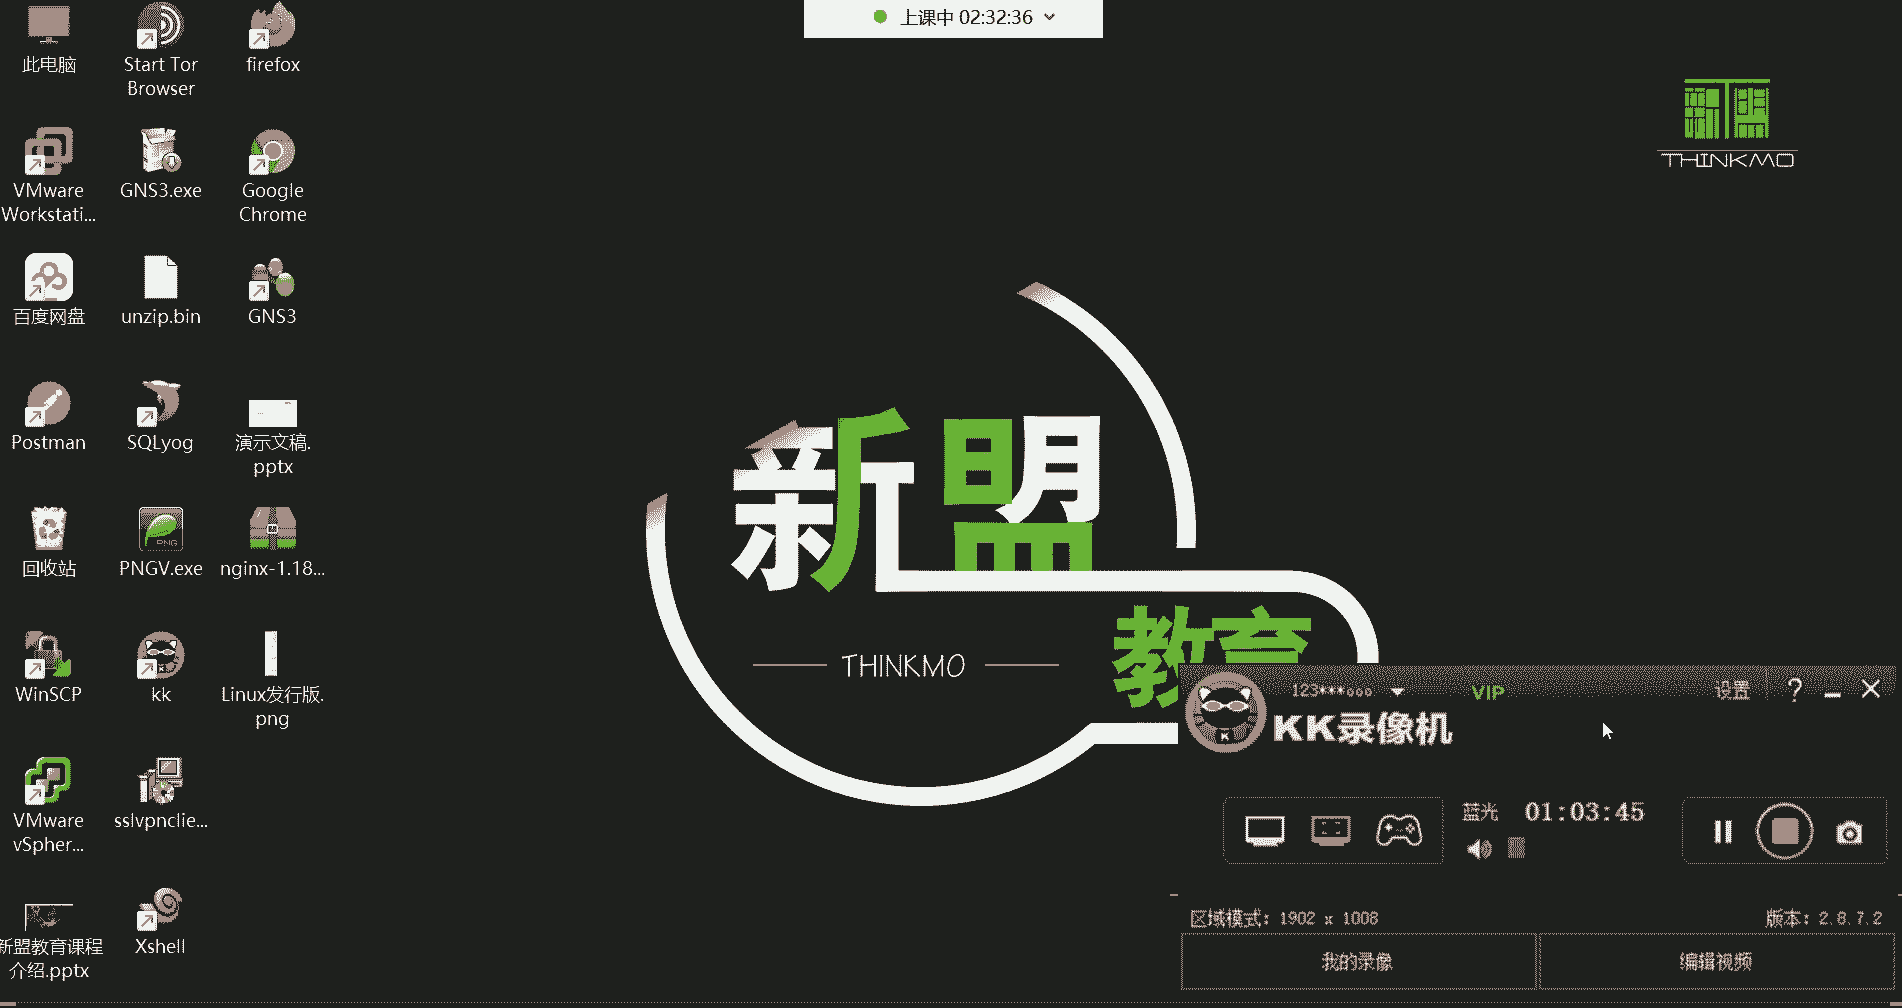 上课中 02:32:36
此电脑
Start Tor
Browser
firefox
THINKMO
VMware
Workstati...
GNS3.exe
Google
Chrome
百度网盘
unzip.bin
GNS3
Postman
SQLyog
演示文稿.
pptx
新盟
教育
THINKMO
回收站
PNGV.exe
PNG
nginx-1.18...
WinSCP
kk
Linux发行版.
png
VMware
vSpher...
sslvpnclie...
新盟教育课程
介绍.pptx
Xshell
123***ooo
VIP
设置
KK录像机
蓝光
01:03:45
区域模式: 1902 x 1008
版本: 2.8.7.2
我的录像
编辑视频